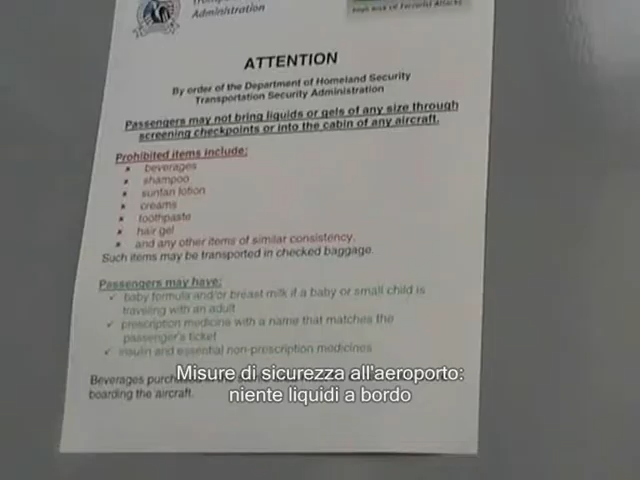 Administration
High Risk of Terrorist Attacks
ATTENTION
By order of the Department of Homeland Security
Transportation Security Administration
Passengers may not bring liquids or gels of any size through
screening checkpoints or into the cabin of any aircraft.
Prohibited items include:
beverages
shampoo
suntan lotion
creams
toothpaste
hair gel
and any other items of similar consistency.
Such items may be transported in checked baggage.
Passengers may have:
✓ baby formula and/or breast milk if a baby or small child is
traveling with an adult
✓ prescription medicine with a name that matches the
passenger's ticket
✓ insulin and essential non-prescription medicines
Misure di sicurezza all'aeroporto:
niente liquidi a bordo
Beverages
boarding the aircraft.